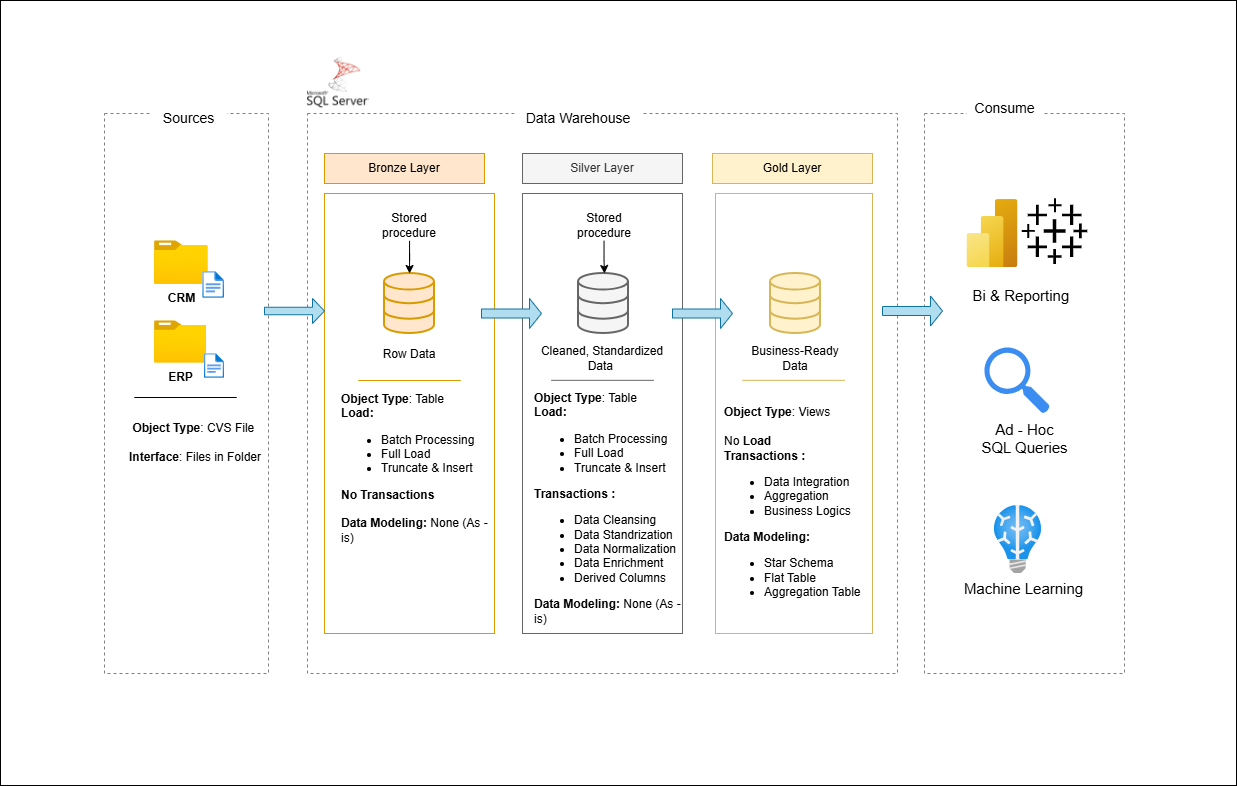 Microsoft
SQL Server
Sources
CRM
ERP
Object Type: CVS File
Interface: Files in Folder
Data Warehouse
Bronze Layer
Stored
procedure
Row Data
Object Type: Table
Load:
Batch Processing
Full Load
Truncate & Insert
No Transactions
Data Modeling: None (As -
is)
Silver Layer
Stored
procedure
Cleaned, Standardized
Data
Object Type: Table
Load:
Batch Processing
Full Load
Truncate & Insert
Transactions :
Data Cleansing
Data Standrization
Data Normalization
Data Enrichment
Derived Columns
Data Modeling: None (As -
is)
Gold Layer
Business-Ready
Data
Object Type: Views
No Load
Transactions :
Data Integration
Aggregation
Business Logics
Data Modeling:
Star Schema
Flat Table
Aggregation Table
Consume
Bi & Reporting
Ad - Hoc
SQL Queries
Machine Learning